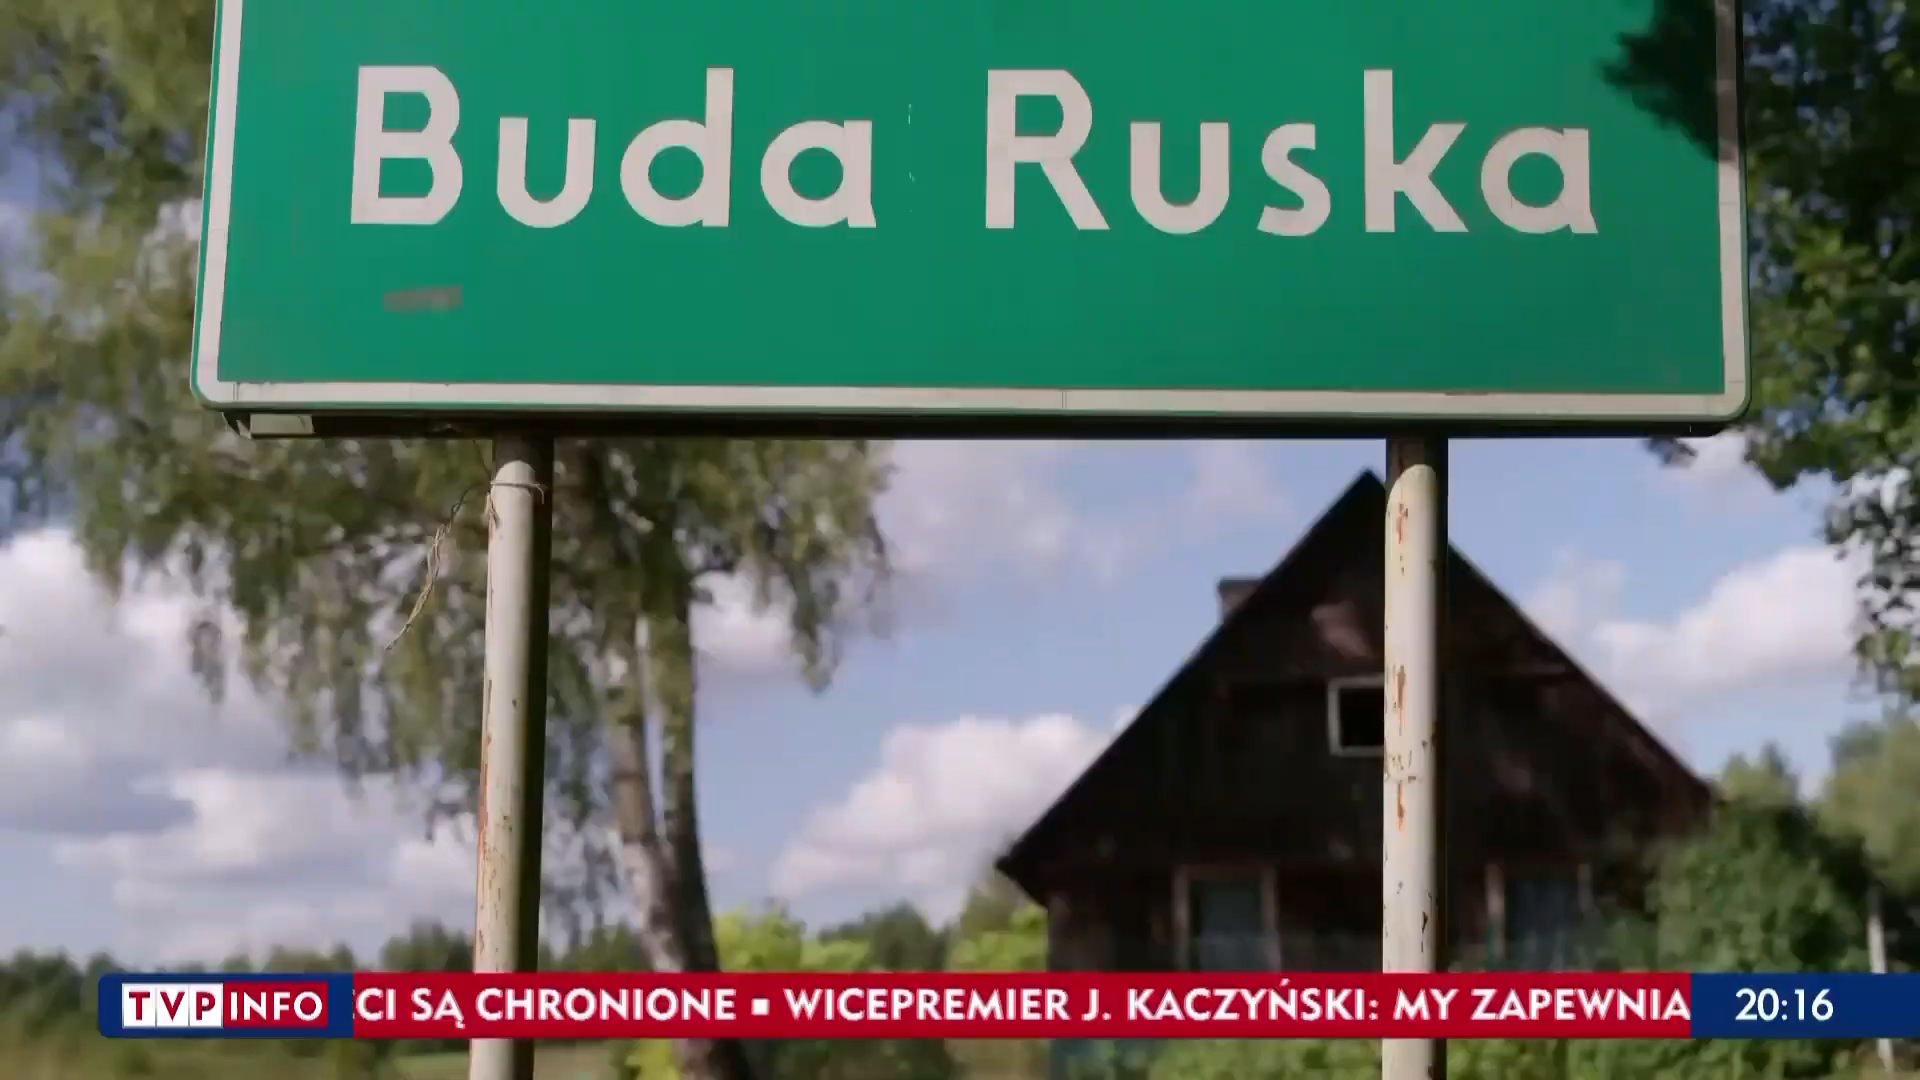 Buda Ruska
TVP INFO
CI SĄ CHRONIONE ▪ WICEPREMIER J. KACZYŃSKI: MY ZAPEWNIA
20:16